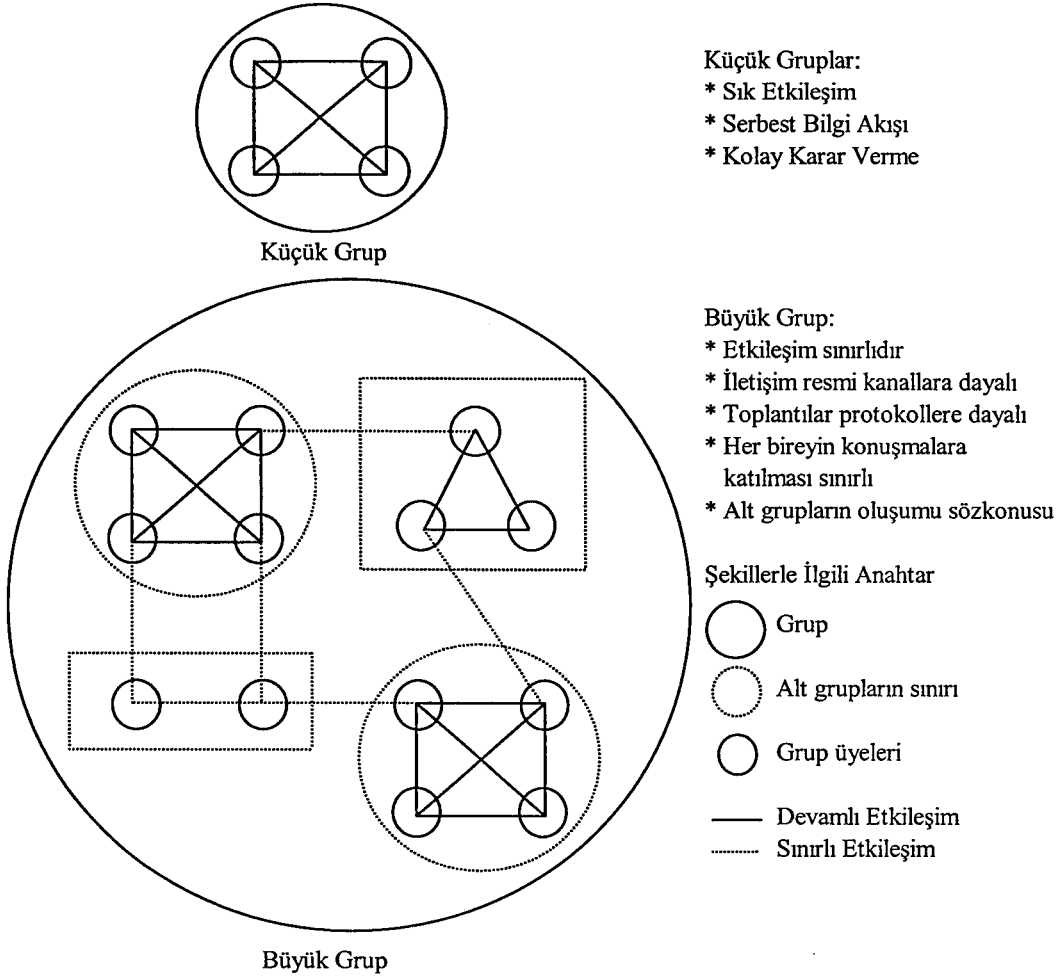 Küçük Grup
Küçük Gruplar:
* Sık Etkileşim
* Serbest Bilgi Akışı
* Kolay Karar Verme
Büyük Grup:
* Etkileşim sınırlıdır
* İletişim resmi kanallara dayalı
* Toplantılar protokollere dayalı
* Her bireyin konuşmalara
katılması sınırlı
* Alt grupların oluşumu sözkonusu
Şekillerle İlgili Anahtar
Grup
Alt grupların sınırı
Grup üyeleri
Devamlı Etkileşim
Sınırlı Etkileşim
Büyük Grup